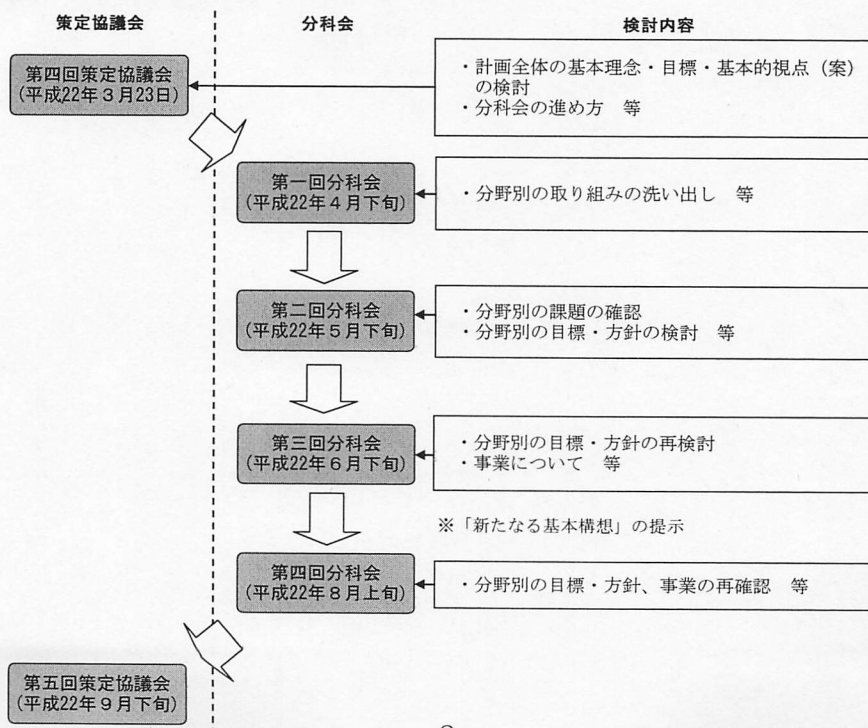 策定協議会
分科会
検討内容
第四回策定協議会
(平成22年3月23日)
・計画全体の基本理念・目標・基本的視点（案）
の検討
・分科会の進め方　等
第一回分科会
(平成22年4月下旬)
・分野別の取り組みの洗い出し　等
第二回分科会
(平成22年5月下旬)
・分野別の課題の確認
・分野別の目標・方針の検討　等
第三回分科会
(平成22年6月下旬)
・分野別の目標・方針の再検討
・事業について　等
※「新たなる基本構想」の提示
第四回分科会
(平成22年8月上旬)
・分野別の目標・方針、事業の再確認　等
第五回策定協議会
(平成22年9月下旬)